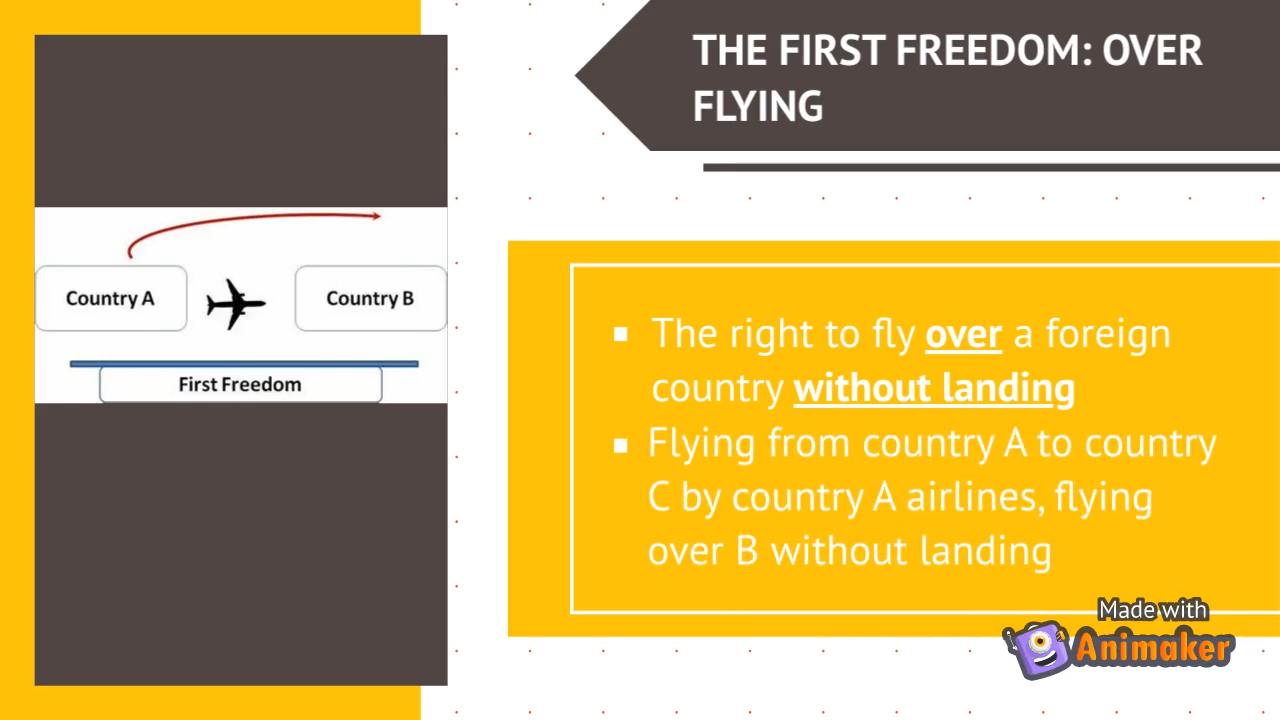 THE FIRST FREEDOM: OVER
FLYING
Country A
Country B
First Freedom
▪ The right to fly over a foreign
country without landing
▪ Flying from country A to country
C by country A airlines, flying
over B without landing
Made with
Animaker